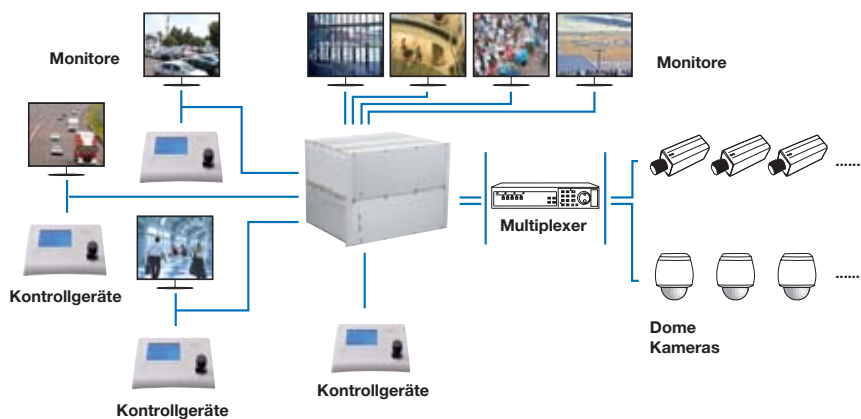 Monitore
Monitore
Multiplexer
Kontrollgeräte
Dome
Kameras
Kontrollgeräte
Kontrollgeräte